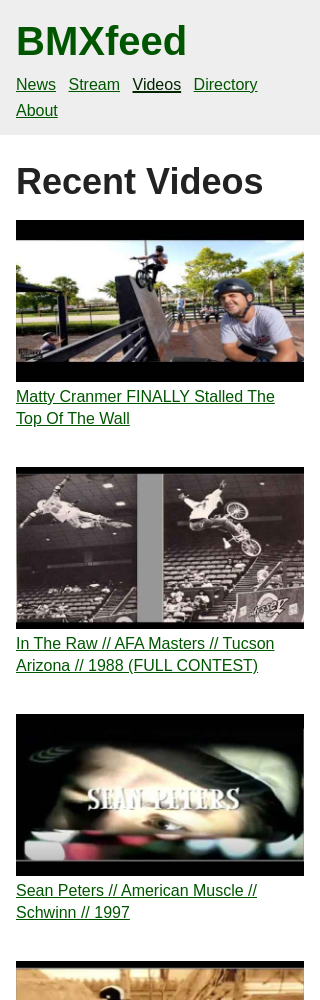 BMXfeed
News Stream Videos Directory
About
Recent Videos
Matty Cranmer FINALLY Stalled The
Top Of The Wall
In The Raw // AFA Masters // Tucson
Arizona // 1988 (FULL CONTEST)
SEAN PETERS
Sean Peters // American Muscle //
Schwinn // 1997